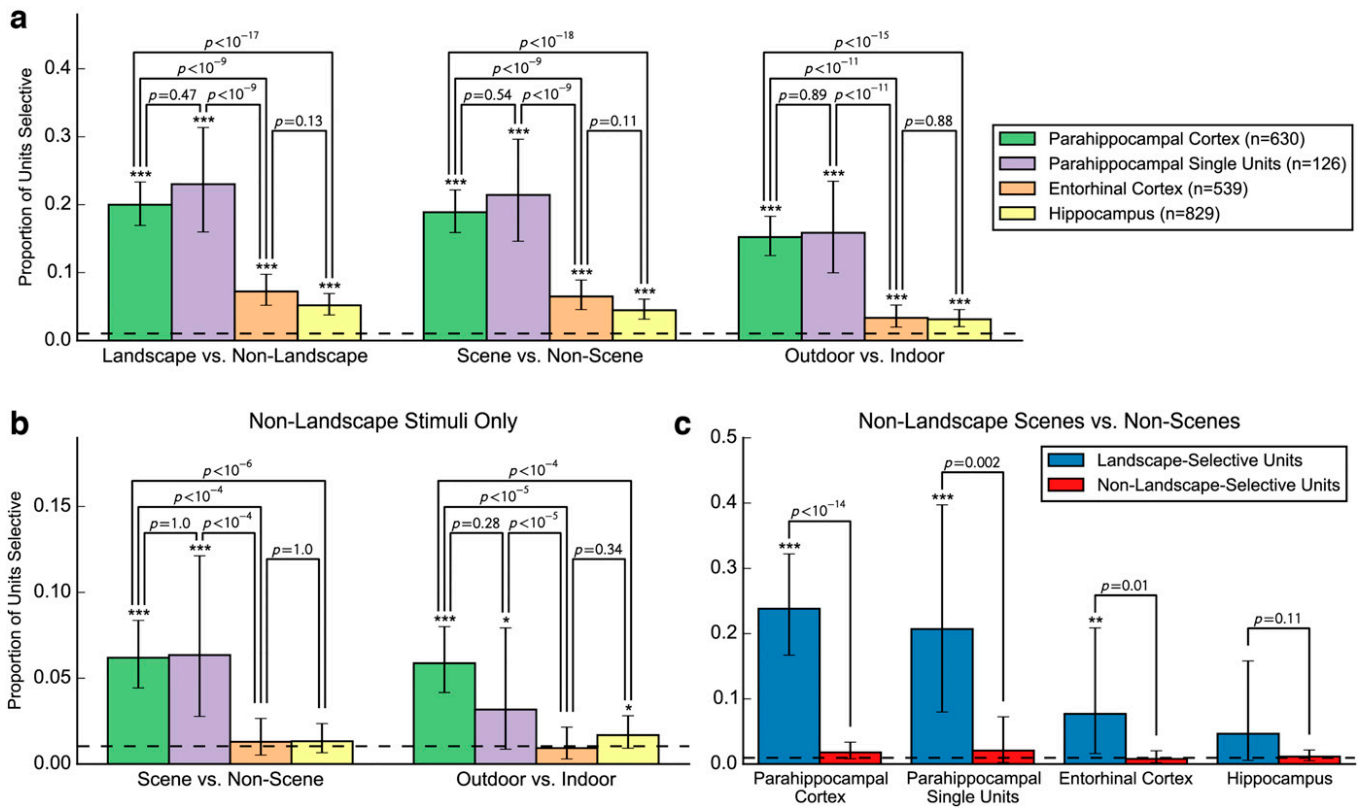 a
Proportion of Units Selective
0.4
0.3
0.2
0.1
0.0
p<10⁻¹⁷
p<10⁻⁹
p=0.47
p<10⁻⁹
p=0.13
***
***
***
***
Landscape vs. Non-Landscape
p<10⁻¹⁸
p<10⁻⁹
p=0.54
p<10⁻⁹
p=0.11
***
***
***
***
Scene vs. Non-Scene
p<10⁻¹⁵
p<10⁻¹¹
p=0.89
p<10⁻¹¹
p=0.88
***
***
***
***
Outdoor vs. Indoor
Parahippocampal Cortex (n=630)
Parahippocampal Single Units (n=126)
Entorhinal Cortex (n=539)
Hippocampus (n=829)
b
Non-Landscape Stimuli Only
Proportion of Units Selective
0.15
0.10
0.05
0.00
p<10⁻⁶
p<10⁻⁴
p=1.0
p<10⁻⁴
p=1.0
***
***
Scene vs. Non-Scene
p<10⁻⁴
p<10⁻⁵
p=0.28
p<10⁻⁵
p=0.34
***
*
*
Outdoor vs. Indoor
c
Non-Landscape Scenes vs. Non-Scenes
0.5
0.4
0.3
0.2
0.1
0.0
Landscape-Selective Units
Non-Landscape-Selective Units
p<10⁻¹⁴
***
p=0.002
***
p=0.01
**
p=0.11
Parahippocampal
Cortex
Parahippocampal
Single Units
Entorhinal Cortex
Hippocampus